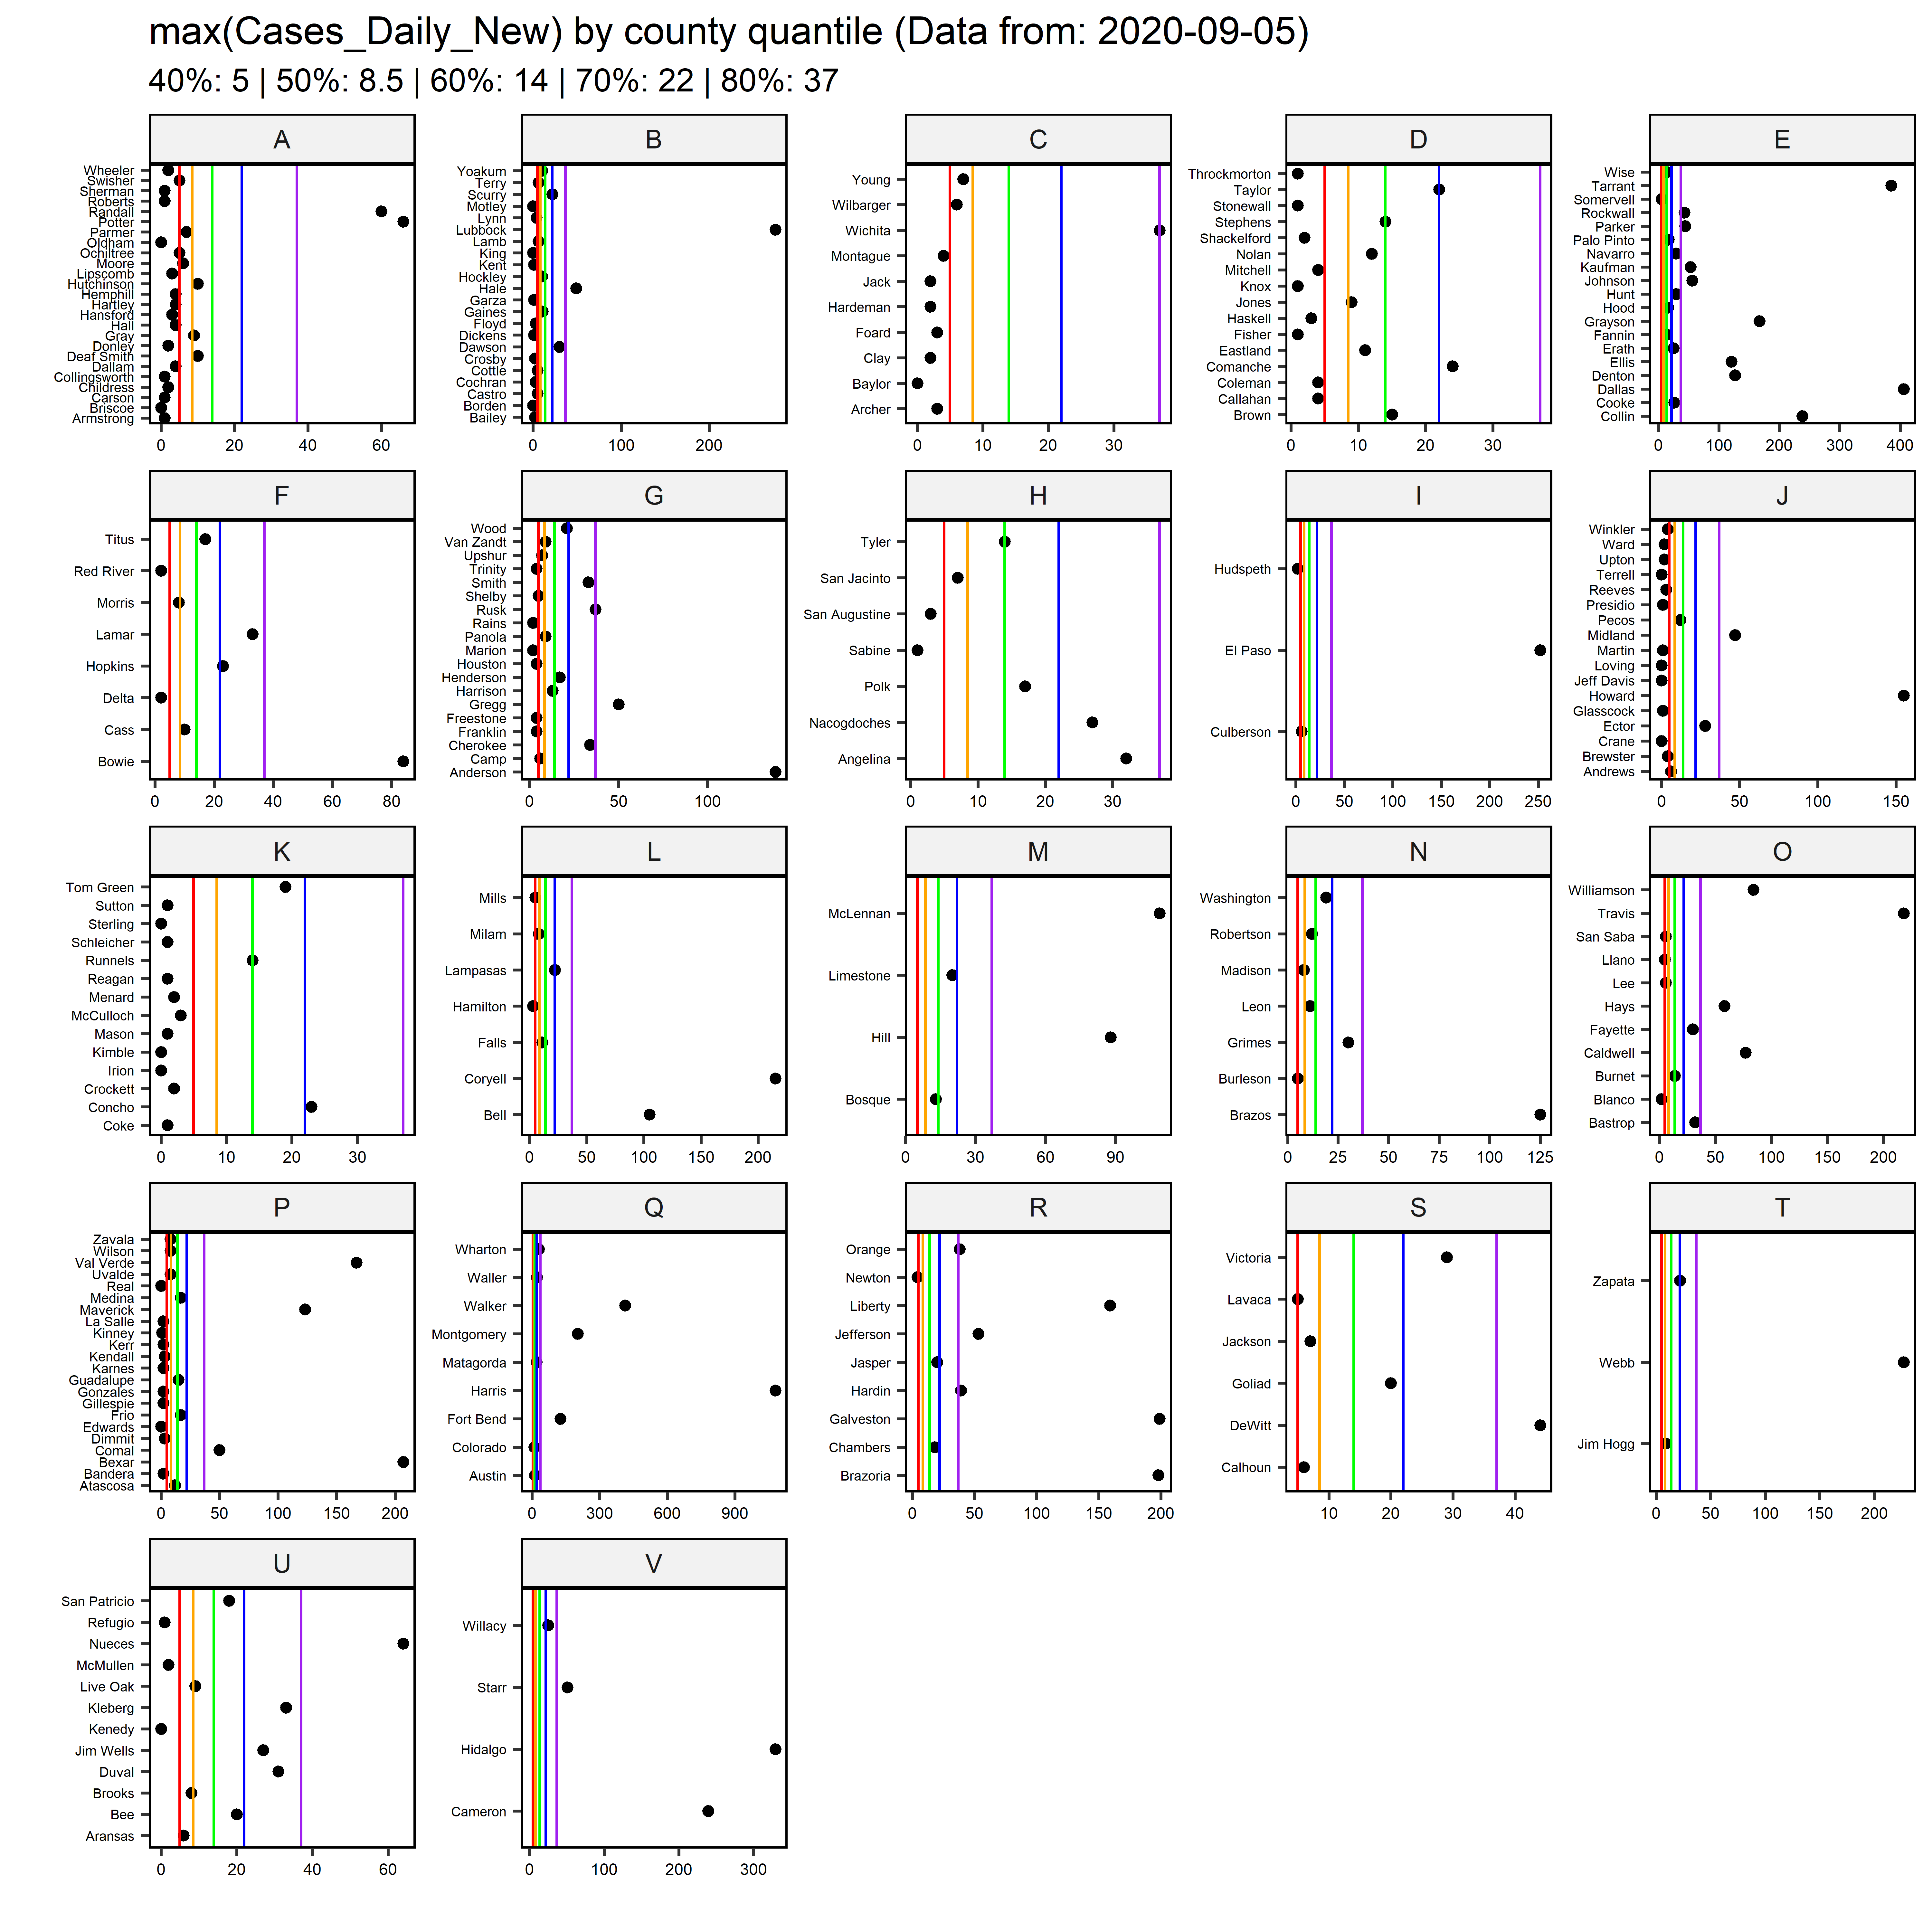 max(Cases_Daily_New) by county quantile (Data from: 2020-09-05)
40%: 5 | 50%: 8.5 | 60%: 14 | 70%: 22 | 80%: 37
A
Wheeler
Swisher
Sherman
Roberts
Randall
Potter
Parmer
Oldham
Ochiltree
Moore
Lipscomb
Hutchinson
Hemphill
Hartley
Hansford
Hall
Gray
Donley
Deaf Smith
Dallam
Collingsworth
Childress
Carson
Briscoe
Armstrong
0 20 40 60
B
Yoakum
Terry
Scurry
Motley
Lynn
Lubbock
Lamb
King
Kent
Hockley
Hale
Garza
Gaines
Floyd
Dickens
Dawson
Crosby
Cottle
Cochran
Castro
Borden
Bailey
0 100 200
C
Young
Wilbarger
Wichita
Montague
Jack
Hardeman
Foard
Clay
Baylor
Archer
0 10 20 30
D
Throckmorton
Taylor
Stonewall
Stephens
Shackelford
Nolan
Mitchell
Knox
Jones
Haskell
Fisher
Eastland
Comanche
Coleman
Callahan
Brown
0 10 20 30
E
Wise
Tarrant
Somervell
Rockwall
Parker
Palo Pinto
Navarro
Kaufman
Johnson
Hunt
Hood
Grayson
Fannin
Erath
Ellis
Denton
Dallas
Cooke
Collin
0 100 200 300 400
F
Titus
Red River
Morris
Lamar
Hopkins
Delta
Cass
Bowie
0 20 40 60 80
G
Wood
Van Zandt
Upshur
Trinity
Smith
Shelby
Rusk
Rains
Panola
Marion
Houston
Henderson
Harrison
Gregg
Freestone
Franklin
Cherokee
Camp
Anderson
0 50 100
H
Tyler
San Jacinto
San Augustine
Sabine
Polk
Nacogdoches
Angelina
0 10 20 30
I
Hudspeth
El Paso
Culberson
0 50 100 150 200 250
J
Winkler
Ward
Upton
Terrell
Reeves
Presidio
Pecos
Midland
Martin
Loving
Jeff Davis
Howard
Glasscock
Ector
Crane
Brewster
Andrews
0 50 100 150
K
Tom Green
Sutton
Sterling
Schleicher
Runnels
Reagan
Menard
McCulloch
Mason
Kimble
Irion
Crockett
Concho
Coke
0 10 20 30
L
Mills
Milam
Lampasas
Hamilton
Falls
Coryell
Bell
0 50 100 150 200
M
McLennan
Limestone
Hill
Bosque
0 30 60 90
N
Washington
Robertson
Madison
Leon
Grimes
Burleson
Brazos
0 25 50 75 100 125
O
Williamson
Travis
San Saba
Llano
Lee
Hays
Fayette
Caldwell
Burnet
Blanco
Bastrop
0 50 100 150 200
P
Zavala
Wilson
Val Verde
Uvalde
Real
Medina
Maverick
La Salle
Kinney
Kerr
Kendall
Karnes
Guadalupe
Gonzales
Gillespie
Frio
Edwards
Dimmit
Comal
Bexar
Bandera
Atascosa
0 50 100 150 200
Q
Wharton
Waller
Walker
Montgomery
Matagorda
Harris
Fort Bend
Colorado
Austin
0 300 600 900
R
Orange
Newton
Liberty
Jefferson
Jasper
Hardin
Galveston
Chambers
Brazoria
0 50 100 150 200
S
Victoria
Lavaca
Jackson
Goliad
DeWitt
Calhoun
10 20 30 40
T
Zapata
Webb
Jim Hogg
0 50 100 150 200
U
San Patricio
Refugio
Nueces
McMullen
Live Oak
Kleberg
Kenedy
Jim Wells
Duval
Brooks
Bee
Aransas
0 20 40 60
V
Willacy
Starr
Hidalgo
Cameron
0 100 200 300